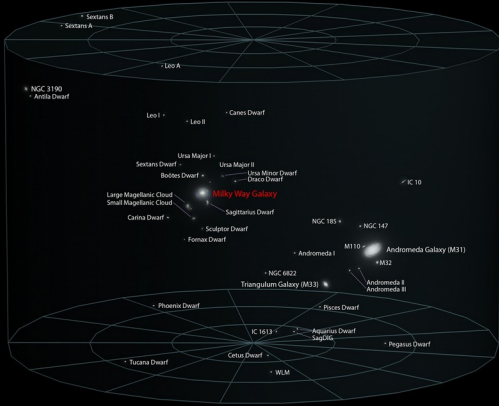 Sextans B
Sextans A
Leo A
NGC 3190
Antila Dwarf
Leo I
Leo II
Canes Dwarf
Ursa Major I
Sextans Dwarf
Ursa Major II
Boötes Dwarf
Ursa Minor Dwarf
Draco Dwarf
IC 10
Milky Way Galaxy
Large Magellanic Cloud
Small Magellanic Cloud
Sagittarius Dwarf
Carina Dwarf
NGC 185
NGC 147
Sculptor Dwarf
Fornax Dwarf
M110
Andromeda Galaxy (M31)
Andromeda I
M32
NGC 6822
Triangulum Galaxy (M33)
Andromeda II
Andromeda III
Phoenix Dwarf
Pisces Dwarf
IC 1613
Aquarius Dwarf
SagDIG
Pegasus Dwarf
Cetus Dwarf
Tucana Dwarf
WLM